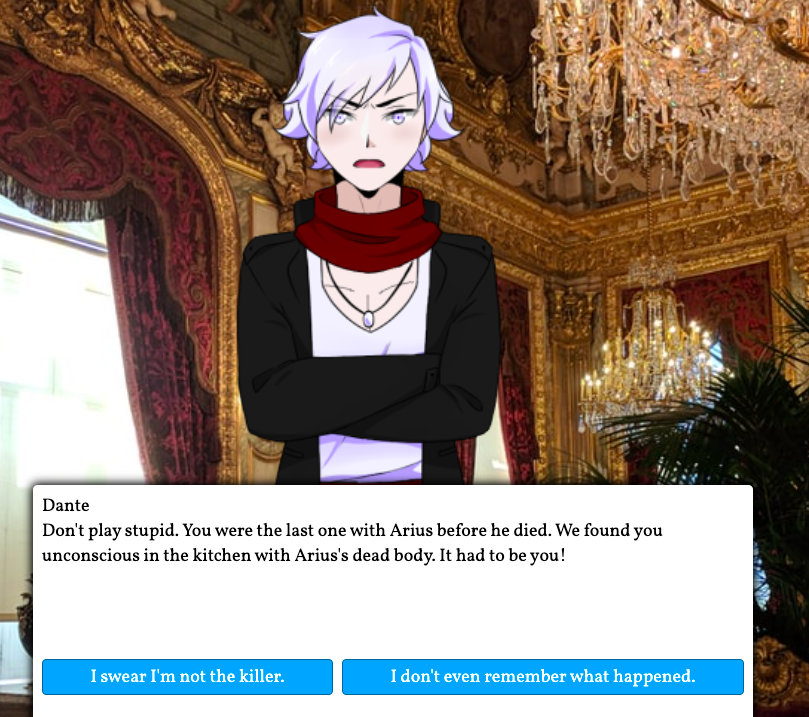 Dante
Don't play stupid. You were the last one with Arius before he died. We found you
unconscious in the kitchen with Arius's dead body. It had to be you!
I swear I'm not the killer.
I don't even remember what happened.